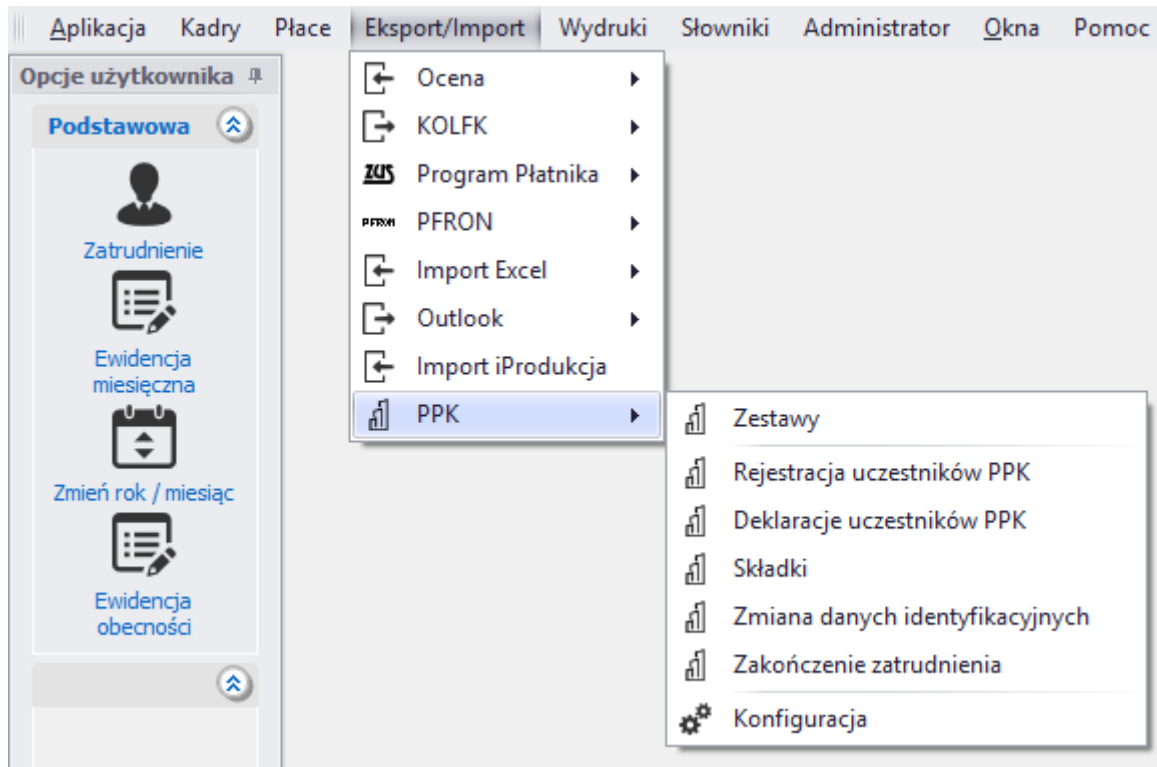 Aplikacja Kadry Płace Eksport/Import Wydruki Słowniki Administrator Okna Pomoc
Opcje użytkownika
Podstawowa
Zatrudnienie
Ewidencja
miesięczna
Zmień rok / miesiąc
Ewidencja
obecności
Ocena
KOLFK
ZUS Program Płatnika
PFRON PFRON
Import Excel
Outlook
Import iProdukcja
PPK
Zestawy
Rejestracja uczestników PPK
Deklaracje uczestników PPK
Składki
Zmiana danych identyfikacyjnych
Zakończenie zatrudnienia
Konfiguracja